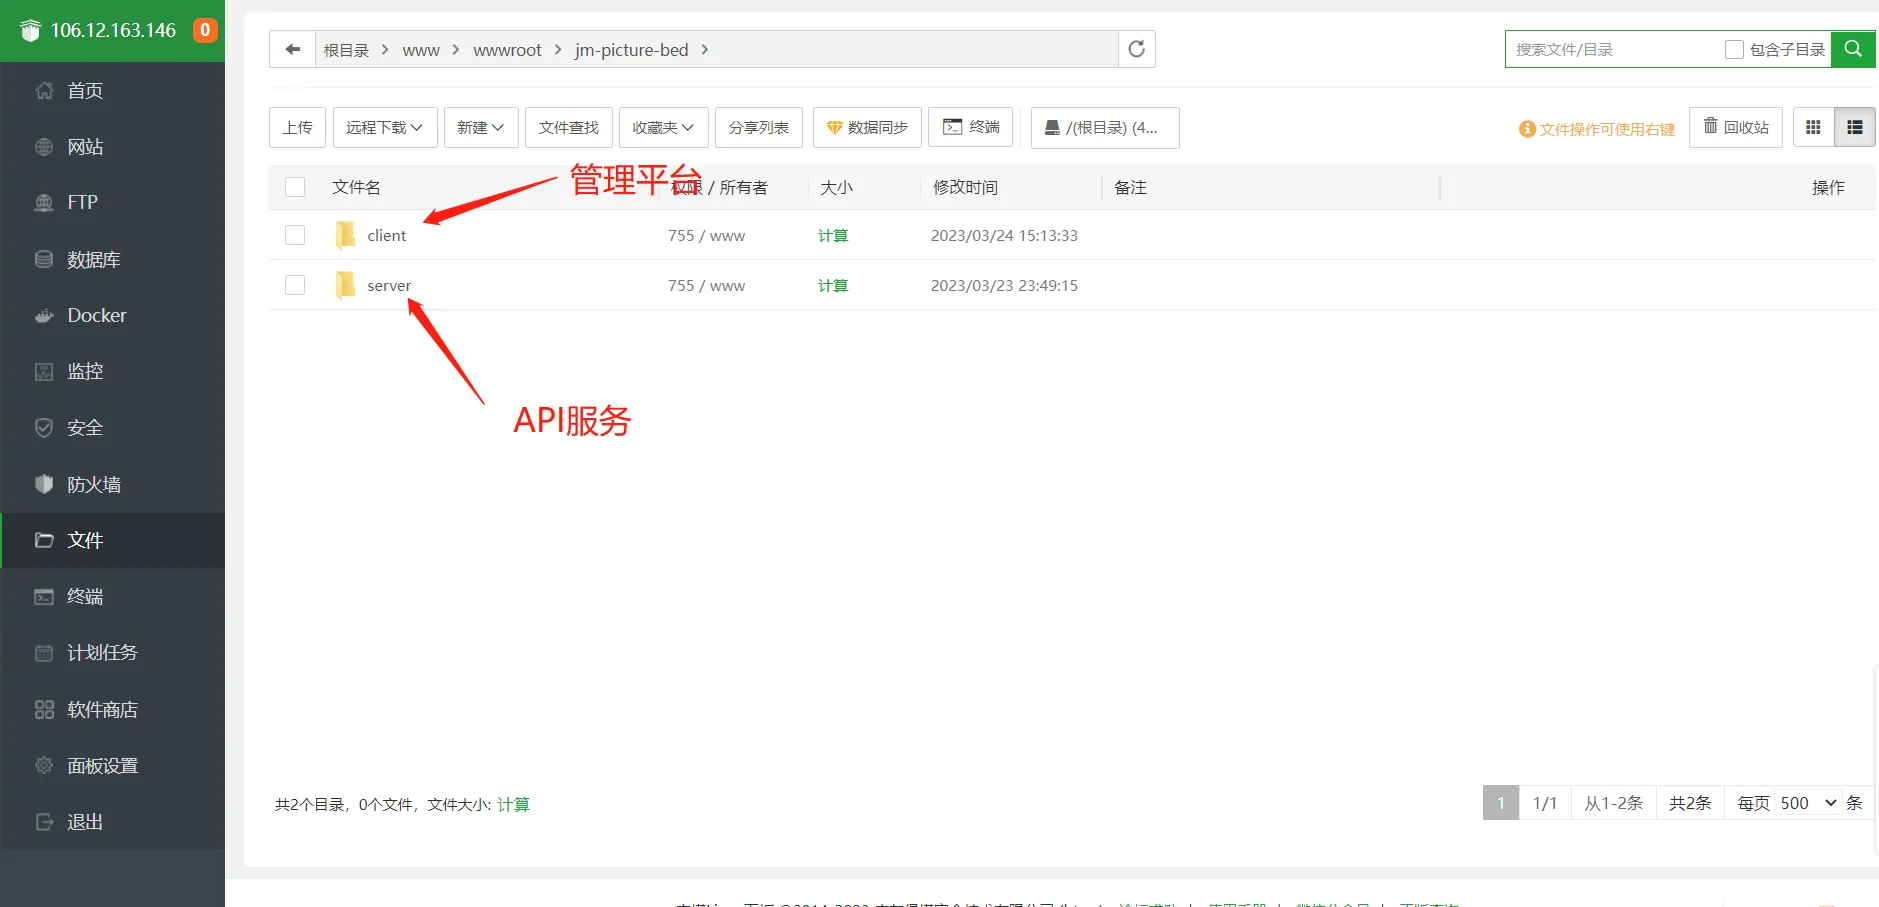 106.12.163.146 0
首页
网站
FTP
数据库
Docker
监控
安全
防火墙
文件
终端
计划任务
软件商店
面板设置
退出
根目录 > www > wwwroot > jm-picture-bed >
搜索文件/目录 包含子目录
上传 远程下载 新建 文件查找 收藏夹 分享列表 数据同步 终端 /(根目录) (4...
文件操作可使用右键 回收站
管理平台
文件名 权限 / 所有者 大小 修改时间 备注 操作
client 755 / www 计算 2023/03/24 15:13:33
server 755 / www 计算 2023/03/23 23:49:15
API服务
共2个目录，0个文件，文件大小: 计算
1 1/1 从1-2条 共2条 每页 500 条